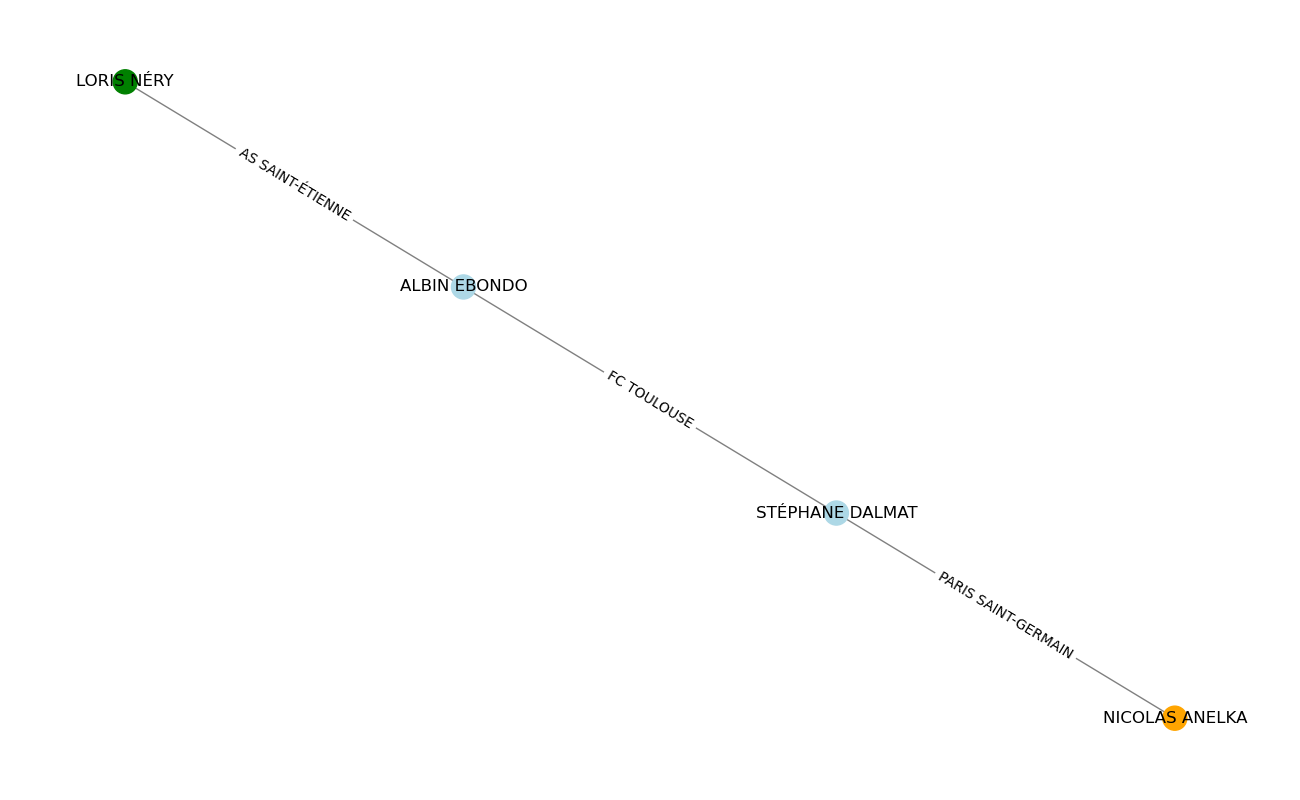 LORIS NÉRY
AS SAINT-ÉTIENNE
ALBIN EBONDO
FC TOULOUSE
STÉPHANE DALMAT
PARIS SAINT-GERMAIN
NICOLAS ANELKA